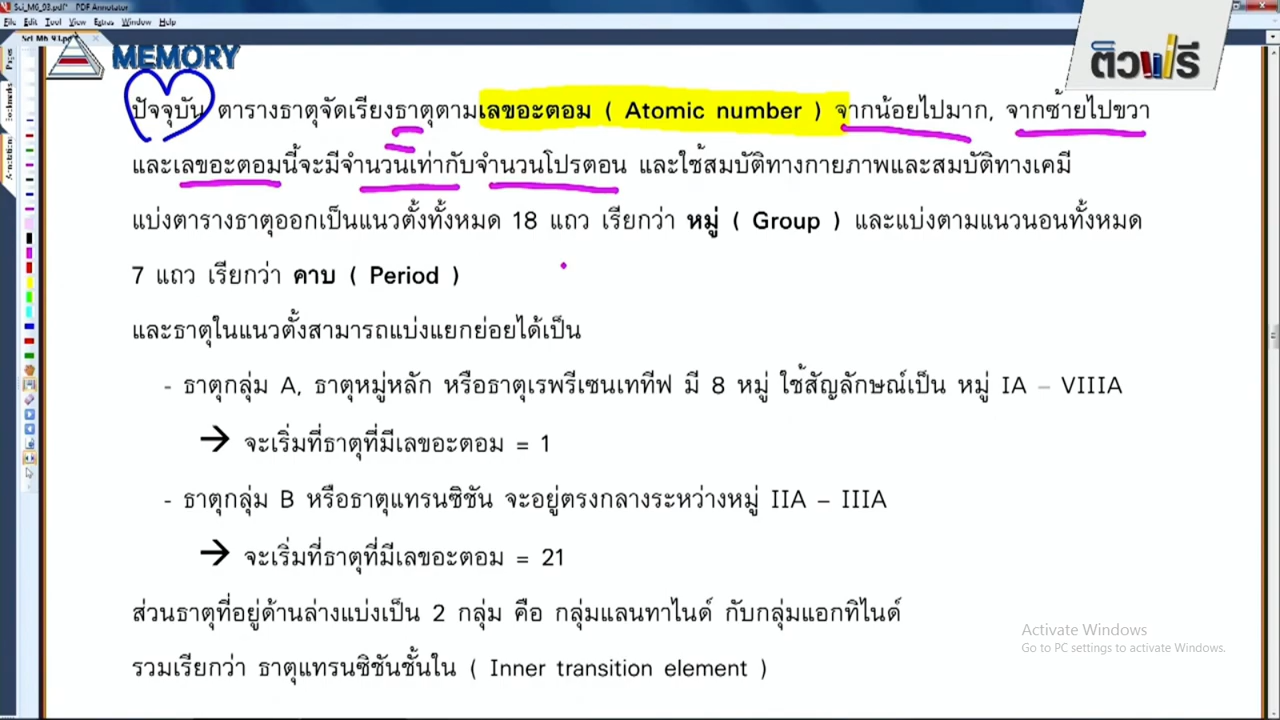 Sci_M6_03.pdf* - PDF Annotator
File Edit Tool View Extras Window Help
MEMORY
ติวฟรี
ปัจจุบัน ตารางธาตุจัดเรียงธาตุตามเลขอะตอม ( Atomic number ) จากน้อยไปมาก, จากซ้ายไปขวา
และเลขอะตอมนี้จะมีจำนวนเท่ากับจำนวนโปรตอน และใช้สมบัติทางกายภาพและสมบัติทางเคมี
แบ่งตารางธาตุออกเป็นแนวตั้งทั้งหมด 18 แถว เรียกว่า หมู่ ( Group ) และแบ่งตามแนวนอนทั้งหมด
7 แถว เรียกว่า คาบ ( Period )
และธาตุในแนวตั้งสามารถแบ่งแยกย่อยได้เป็น
- ธาตุกลุ่ม A, ธาตุหมู่หลัก หรือธาตุเรพรีเซนเททีฟ มี 8 หมู่ ใช้สัญลักษณ์เป็น หมู่ IA – VIIIA
→ จะเริ่มที่ธาตุที่มีเลขอะตอม = 1
- ธาตุกลุ่ม B หรือธาตุแทรนซิชัน จะอยู่ตรงกลางระหว่างหมู่ IIA – IIIA
→ จะเริ่มที่ธาตุที่มีเลขอะตอม = 21
ส่วนธาตุที่อยู่ด้านล่างแบ่งเป็น 2 กลุ่ม คือ กลุ่มแลนทาไนด์ กับกลุ่มแอกทิไนด์
รวมเรียกว่า ธาตุแทรนซิชันชั้นใน ( Inner transition element )
Activate Windows
Go to PC settings to activate Windows.
Pages
Bookmarks
Annotations